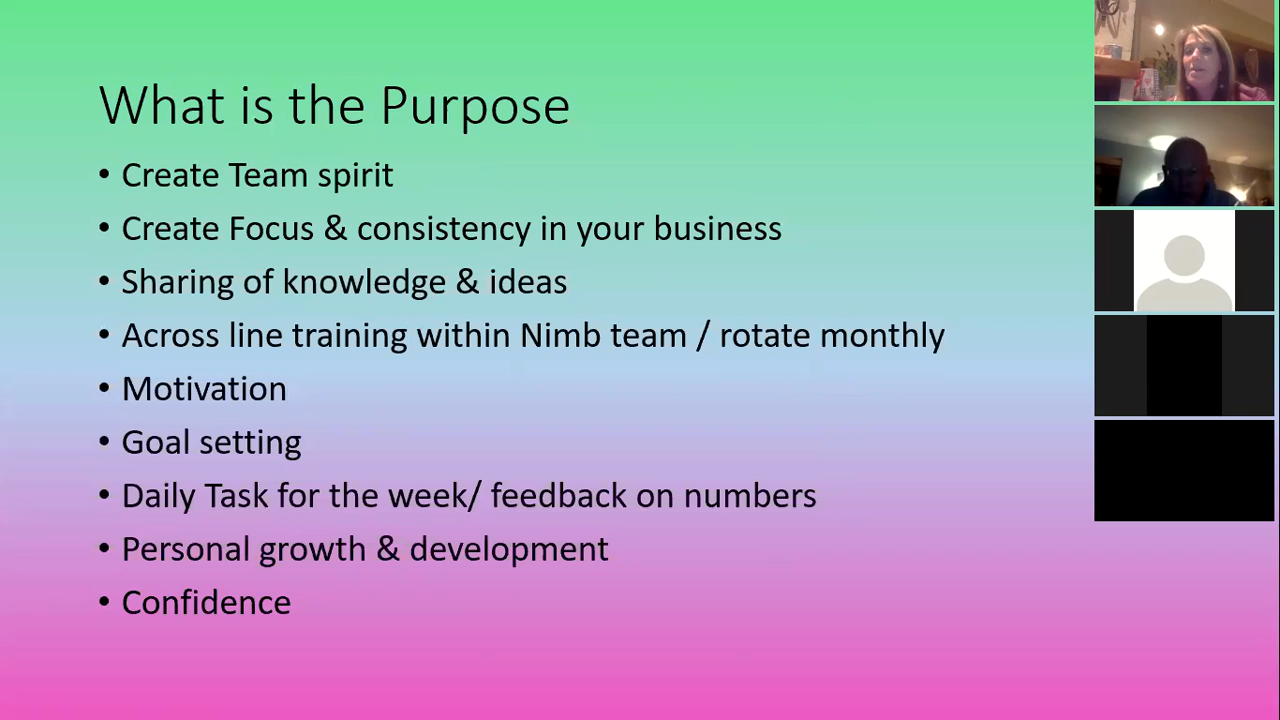 What is the Purpose
• Create Team spirit
• Create Focus & consistency in your business
• Sharing of knowledge & ideas
• Across line training within Nimb team / rotate monthly
• Motivation
• Goal setting
• Daily Task for the week/ feedback on numbers
• Personal growth & development
• Confidence